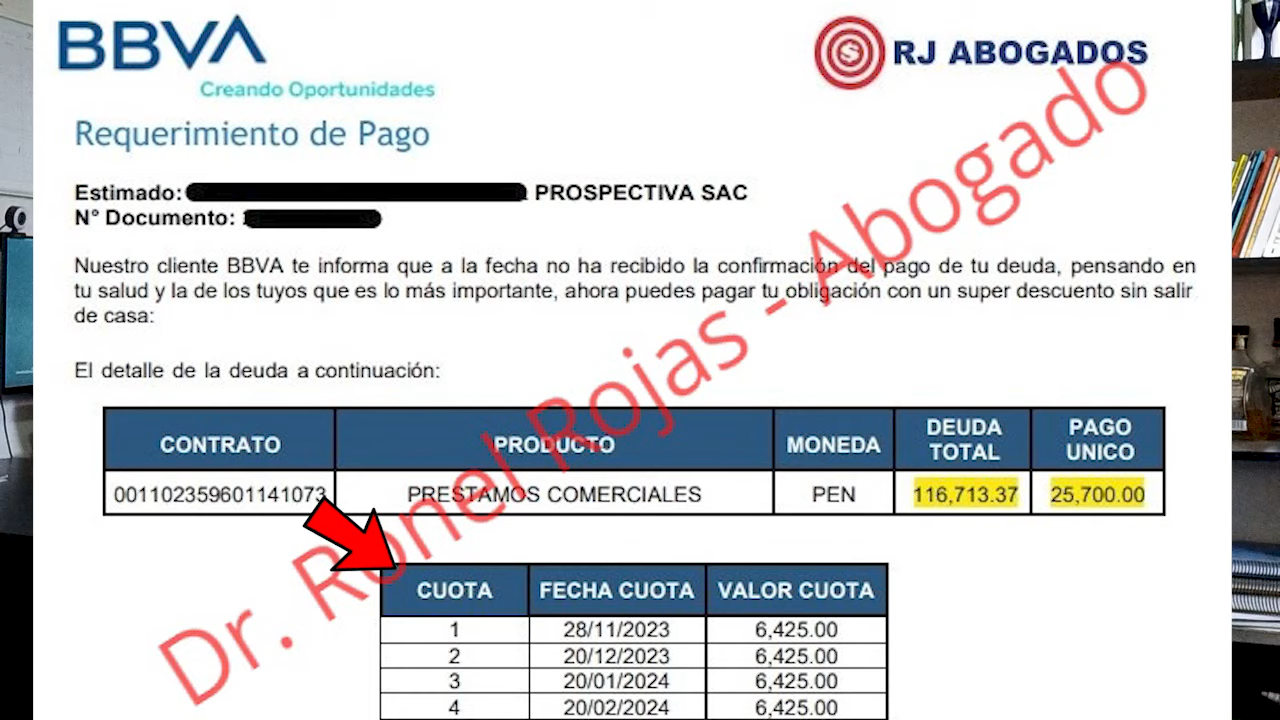 BBVA
Creando Oportunidades
RJ ABOGADOS
Requerimiento de Pago
Estimado: PROSPECTIVA SAC
N° Documento:
Nuestro cliente BBVA te informa que a la fecha no ha recibido la confirmación del pago de tu deuda, pensando en
tu salud y la de los tuyos que es lo más importante, ahora puedes pagar tu obligación con un super descuento sin salir
de casa:
El detalle de la deuda a continuación:
CONTRATO PRODUCTO MONEDA DEUDA TOTAL PAGO UNICO
001102359601141073 PRESTAMOS COMERCIALES PEN 116,713.37 25,700.00
CUOTA FECHA CUOTA VALOR CUOTA
1 28/11/2023 6,425.00
2 20/12/2023 6,425.00
3 20/01/2024 6,425.00
4 20/02/2024 6,425.00
Dr. Ronel Rojas - Abogado